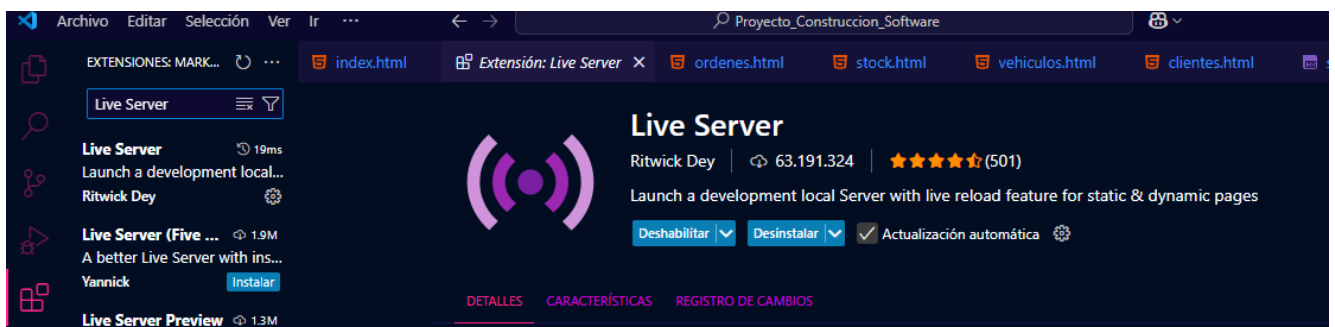 Archivo Editar Selección Ver Ir ···
Proyecto_Construccion_Software
EXTENSIONES: MARK... ···
index.html
Extensión: Live Server
ordenes.html
stock.html
vehiculos.html
clientes.html
Live Server
Live Server 19ms
Launch a development local...
Ritwick Dey
Live Server (Five ... 1.9M
A better Live Server with ins...
Yannick Instalar
Live Server Preview 1.3M
Live Server
Ritwick Dey 63.191.324 (501)
Launch a development local Server with live reload feature for static & dynamic pages
Deshabilitar Desinstalar Actualización automática
DETALLES CARACTERÍSTICAS REGISTRO DE CAMBIOS